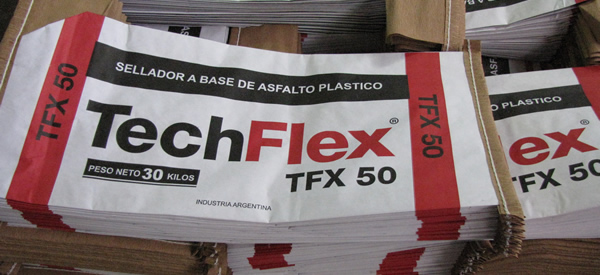 SELLADOR A BASE DE ASFALTO PLASTICO
TFX 50
TechFlex®
TFX 50
PESO NETO 30 KILOS
TFX 50
INDUSTRIA ARGENTINA
PLASTICO
ex®
TFX 50